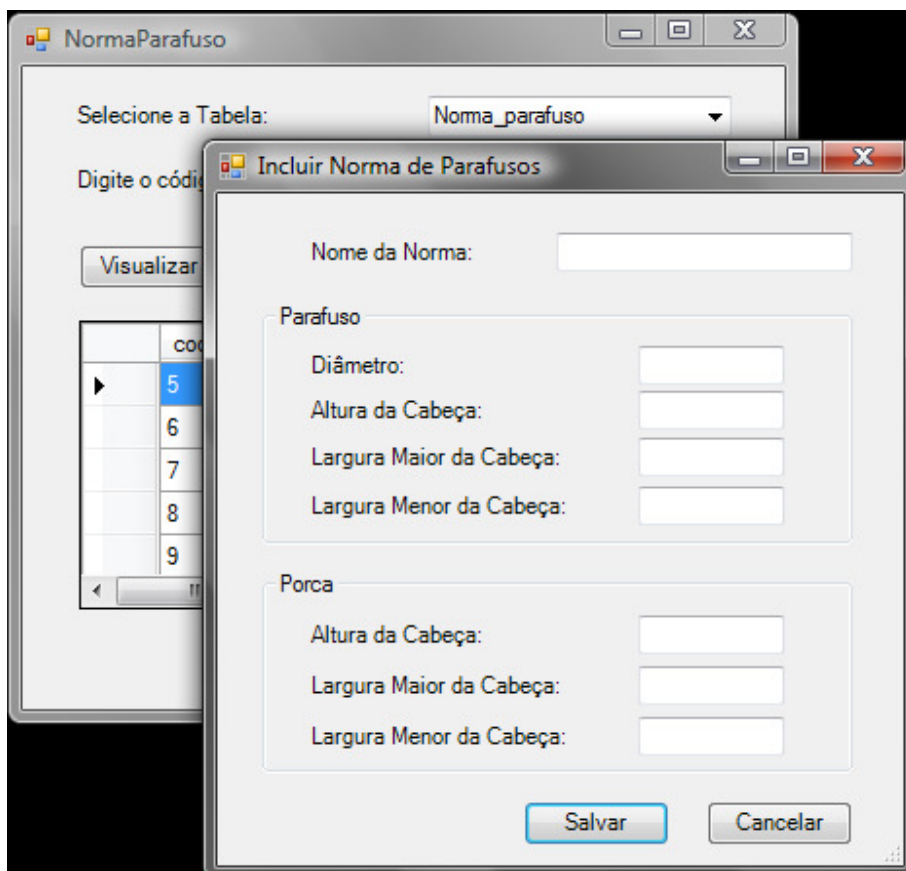 NormaParafuso
Selecione a Tabela: Norma_parafuso
Digite o códi
Visualizar
cod
5
6
7
8
9
Incluir Norma de Parafusos
Nome da Norma:
Parafuso
Diâmetro:
Altura da Cabeça:
Largura Maior da Cabeça:
Largura Menor da Cabeça:
Porca
Altura da Cabeça:
Largura Maior da Cabeça:
Largura Menor da Cabeça:
Salvar Cancelar